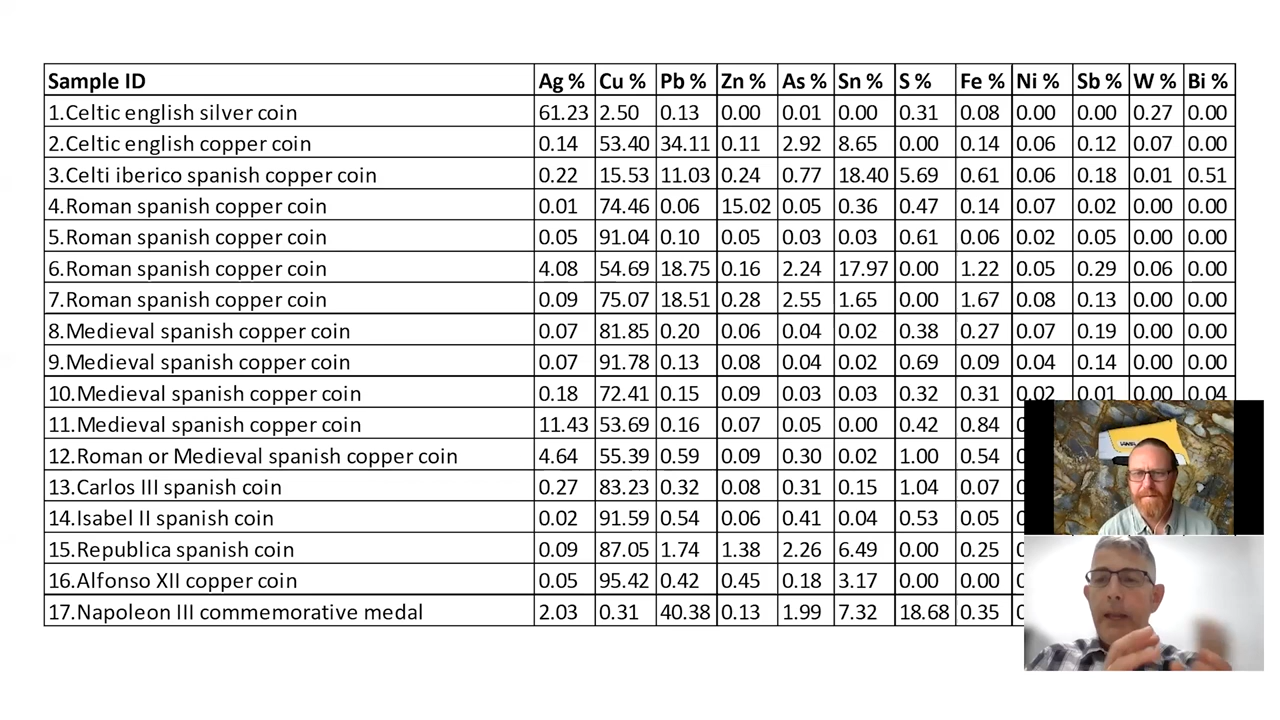 Sample ID Ag % Cu % Pb % Zn % As % Sn % S % Fe % Ni % Sb % W % Bi %
1.Celtic english silver coin 61.23 2.50 0.13 0.00 0.01 0.00 0.31 0.08 0.00 0.00 0.27 0.00
2.Celtic english copper coin 0.14 53.40 34.11 0.11 2.92 8.65 0.00 0.14 0.06 0.12 0.07 0.00
3.Celti iberico spanish copper coin 0.22 15.53 11.03 0.24 0.77 18.40 5.69 0.61 0.06 0.18 0.01 0.51
4.Roman spanish copper coin 0.01 74.46 0.06 15.02 0.05 0.36 0.47 0.14 0.07 0.02 0.00 0.00
5.Roman spanish copper coin 0.05 91.04 0.10 0.05 0.03 0.03 0.61 0.06 0.02 0.05 0.00 0.00
6.Roman spanish copper coin 4.08 54.69 18.75 0.16 2.24 17.97 0.00 1.22 0.05 0.29 0.06 0.00
7.Roman spanish copper coin 0.09 75.07 18.51 0.28 2.55 1.65 0.00 1.67 0.08 0.13 0.00 0.00
8.Medieval spanish copper coin 0.07 81.85 0.20 0.06 0.04 0.02 0.38 0.27 0.07 0.19 0.00 0.00
9.Medieval spanish copper coin 0.07 91.78 0.13 0.08 0.04 0.02 0.69 0.09 0.04 0.14 0.00 0.00
10.Medieval spanish copper coin 0.18 72.41 0.15 0.09 0.03 0.03 0.32 0.31 0.02 0.01 0.00 0.04
11.Medieval spanish copper coin 11.43 53.69 0.16 0.07 0.05 0.00 0.42 0.84
12.Roman or Medieval spanish copper coin 4.64 55.39 0.59 0.09 0.30 0.02 1.00 0.54
13.Carlos III spanish coin 0.27 83.23 0.32 0.08 0.31 0.15 1.04 0.07
14.Isabel II spanish coin 0.02 91.59 0.54 0.06 0.41 0.04 0.53 0.05
15.Republica spanish coin 0.09 87.05 1.74 1.38 2.26 6.49 0.00 0.25
16.Alfonso XII copper coin 0.05 95.42 0.42 0.45 0.18 3.17 0.00 0.00
17.Napoleon III commemorative medal 2.03 0.31 40.38 0.13 1.99 7.32 18.68 0.35